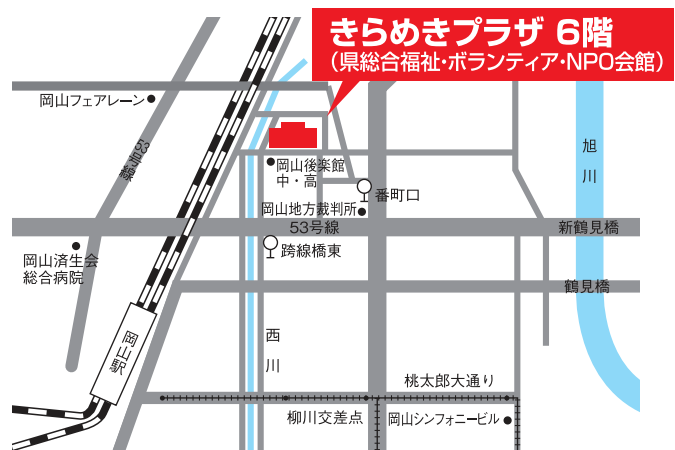 きらめきプラザ 6階
(県総合福祉・ボランティア・NPO会館)
岡山フェアレーン
53号線
岡山後楽館
中・高
番町口
岡山地方裁判所
53号線
跨線橋東
旭川
新鶴見橋
岡山済生会
総合病院
鶴見橋
岡山駅
西川
桃太郎大通り
柳川交差点
岡山シンフォニービル